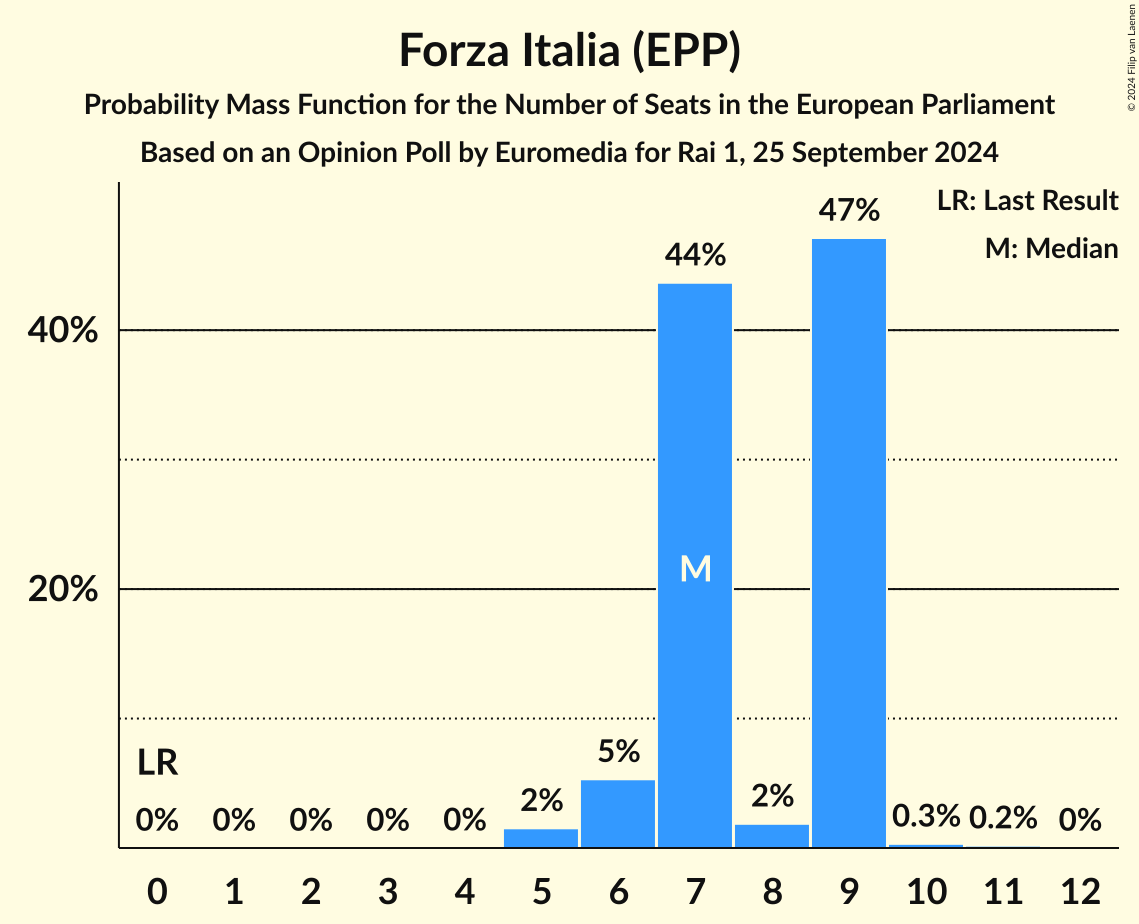 Forza Italia (EPP)
Probability Mass Function for the Number of Seats in the European Parliament
Based on an Opinion Poll by Euromedia for Rai 1, 25 September 2024
© 2024 Filip van Laenen
LR: Last Result
M: Median
40%
20%
LR
0% 0% 0% 0% 0% 2% 5% 44% 2% 47% 0.3% 0.2% 0%
M
0 1 2 3 4 5 6 7 8 9 10 11 12